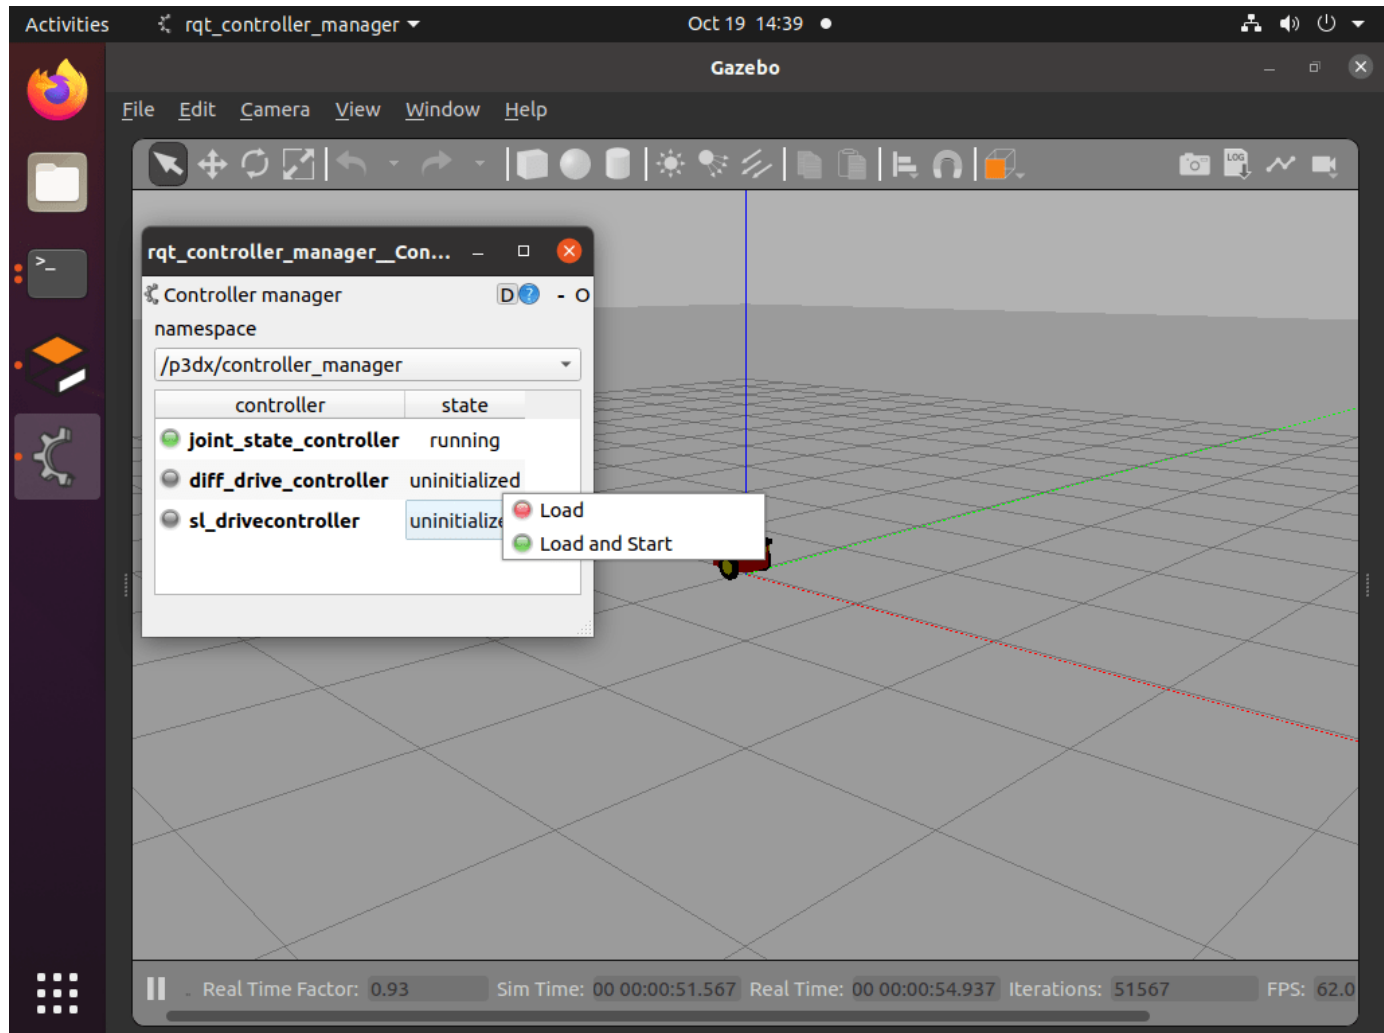 Activities rqt_controller_manager Oct 19 14:39
Gazebo
File Edit Camera View Window Help
LOG
>_
rqt_controller_manager__Con...
Controller manager D ? - O
namespace
/p3dx/controller_manager
controller state
joint_state_controller running
diff_drive_controller uninitialized
sl_drivecontroller uninitialize
Load
Load and Start
Real Time Factor: 0.93 Sim Time: 00 00:00:51.567 Real Time: 00 00:00:54.937 Iterations: 51567 FPS: 62.0